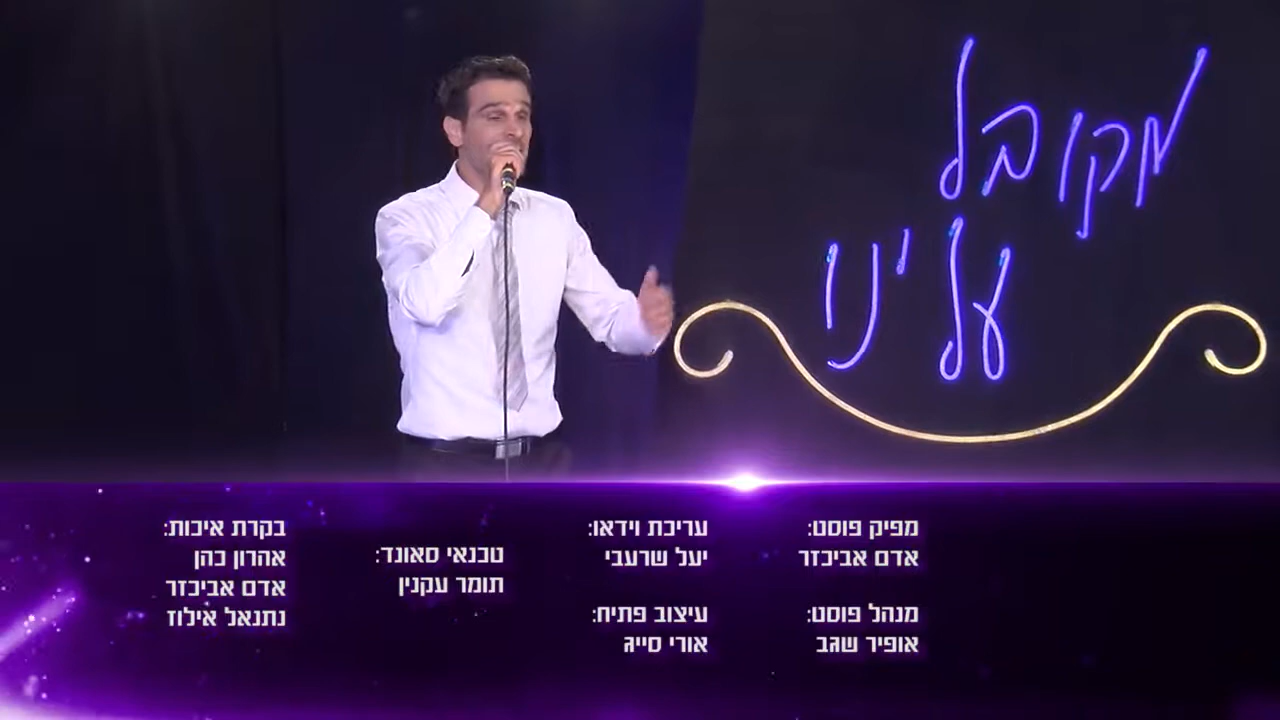 מקובל
עלינו
מפיק פוסט:
אדם אביכזר
מנהל פוסט:
אופיר שגב
עריכת וידאו:
יעל שרעבי
עיצוב פתיח:
אורי סייג
טכנאי סאונד:
תומר עקנין
בקרת איכות:
אהרון כהן
אדם אביכזר
נתנאל אילוז